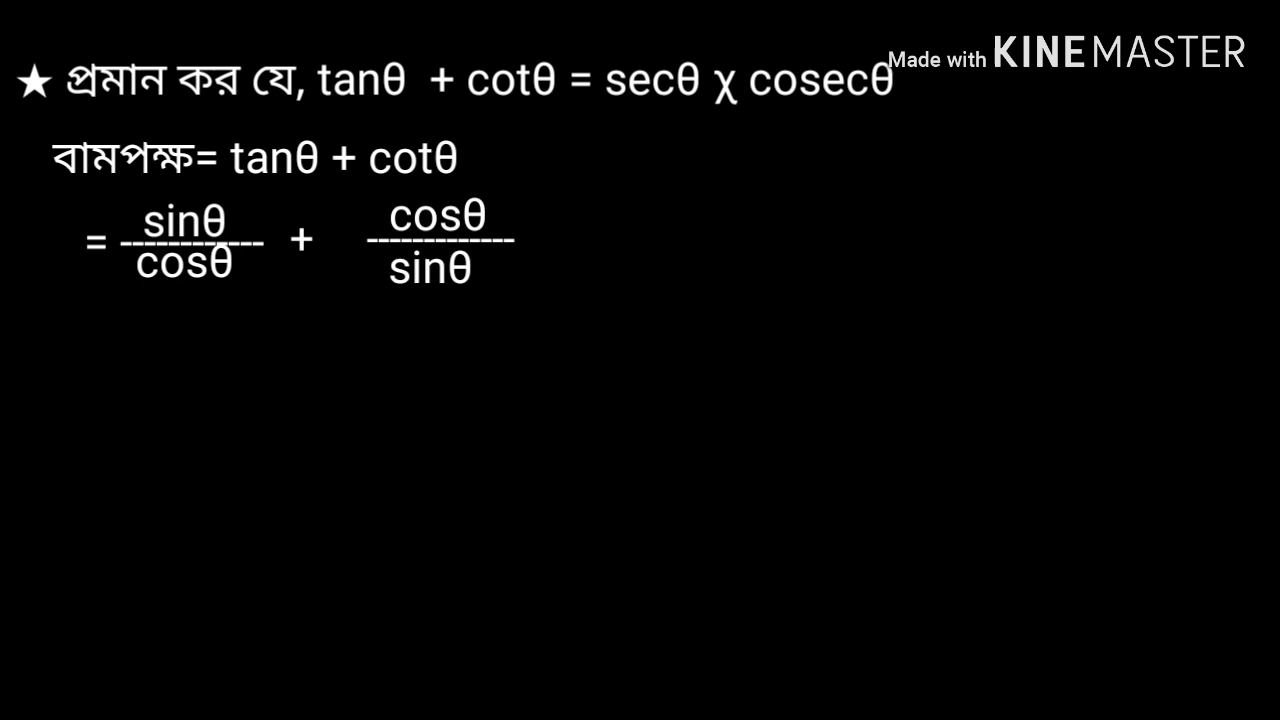 ★ প্রমান কর যে, tanθ + cotθ = secθ χ cosecθ
Made with KINEMASTER
বামপক্ষ= tanθ + cotθ
sinθ cosθ
= ------------ + -------------
cosθ sinθ